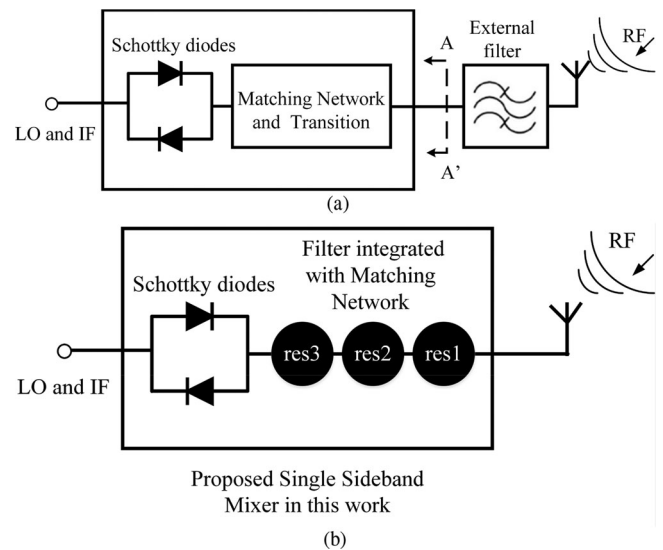 External
filter
RF
Schottky diodes
A
Matching Network
and Transition
LO and IF
A’
(a)
Filter integrated
with Matching
Network
RF
Schottky diodes
res3
res2
res1
LO and IF
Proposed Single Sideband
Mixer in this work
(b)